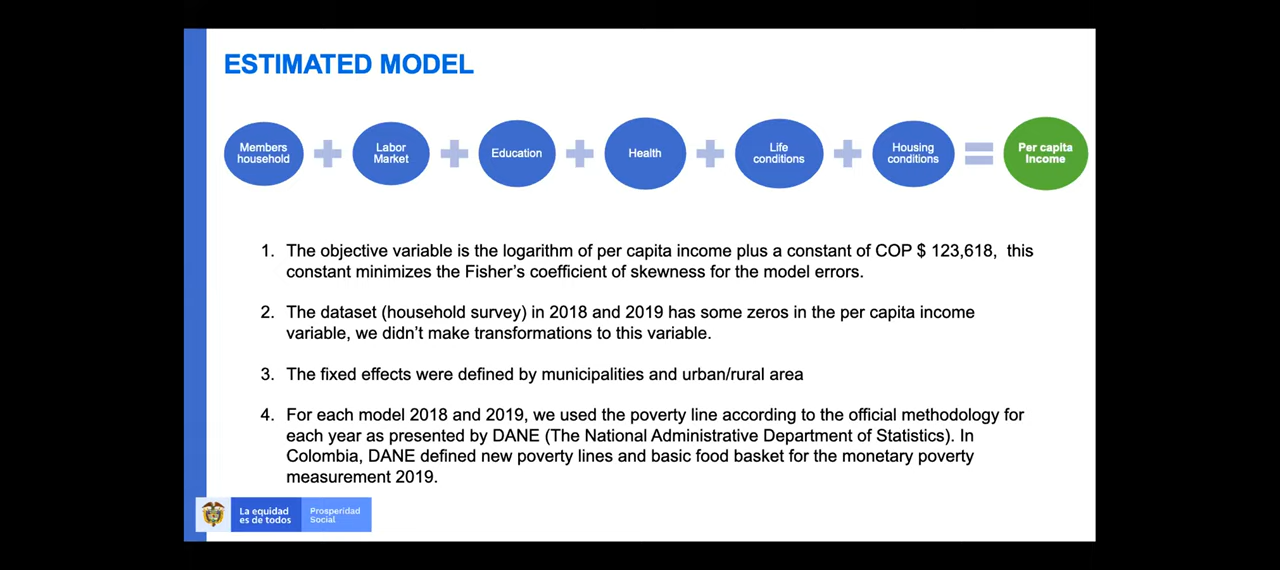 ESTIMATED MODEL
Members
household
Labor
Market
Education
Health
Life
conditions
Housing
conditions
Per capita
Income
1. The objective variable is the logarithm of per capita income plus a constant of COP $ 123,618, this
constant minimizes the Fisher's coefficient of skewness for the model errors.
2. The dataset (household survey) in 2018 and 2019 has some zeros in the per capita income
variable, we didn't make transformations to this variable.
3. The fixed effects were defined by municipalities and urban/rural area
4. For each model 2018 and 2019, we used the poverty line according to the official methodology for
each year as presented by DANE (The National Administrative Department of Statistics). In
Colombia, DANE defined new poverty lines and basic food basket for the monetary poverty
measurement 2019.
La equidad
es de todos
Prosperidad
Social